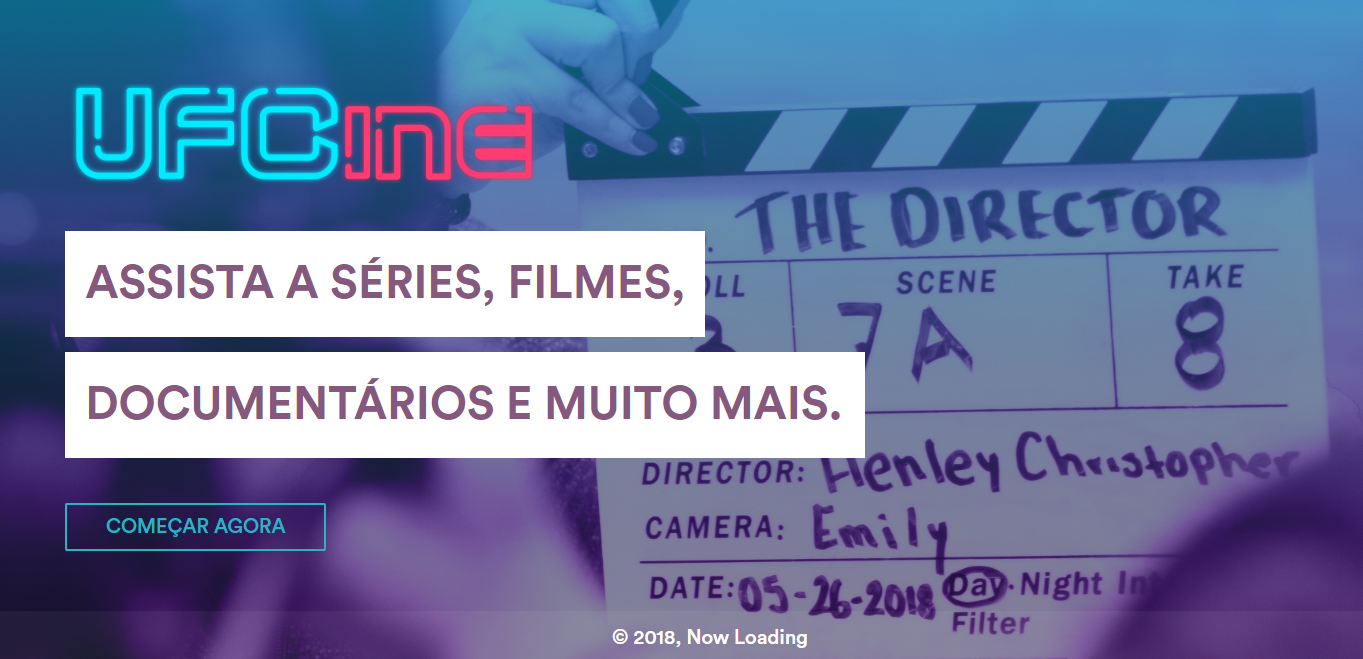 UFCine
ASSISTA A SÉRIES, FILMES,
DOCUMENTÁRIOS E MUITO MAIS.
COMEÇAR AGORA
THE DIRECTOR
SCENE
TAKE
7A
8
DIRECTOR: Henley Christopher
CAMERA: Emily
DATE: 05-26-2018 Day · Night
Filter
© 2018, Now Loading